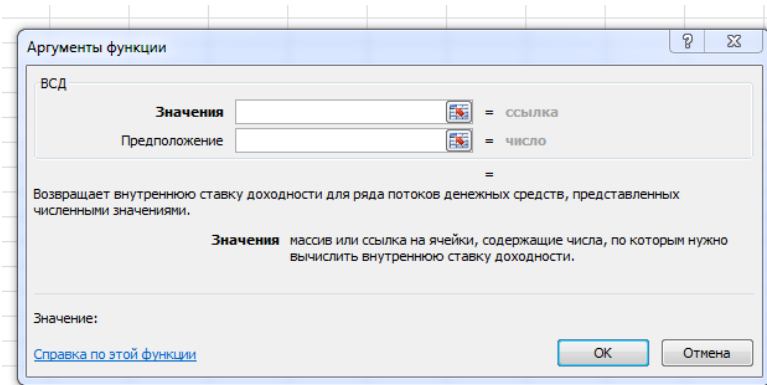 Аргументы функции
ВСД
Значения = ссылка
Предположение = число
=
Возвращает внутреннюю ставку доходности для ряда потоков денежных средств, представленных
численными значениями.
Значения массив или ссылка на ячейки, содержащие числа, по которым нужно
вычислить внутреннюю ставку доходности.
Значение:
Справка по этой функции
ОК
Отмена